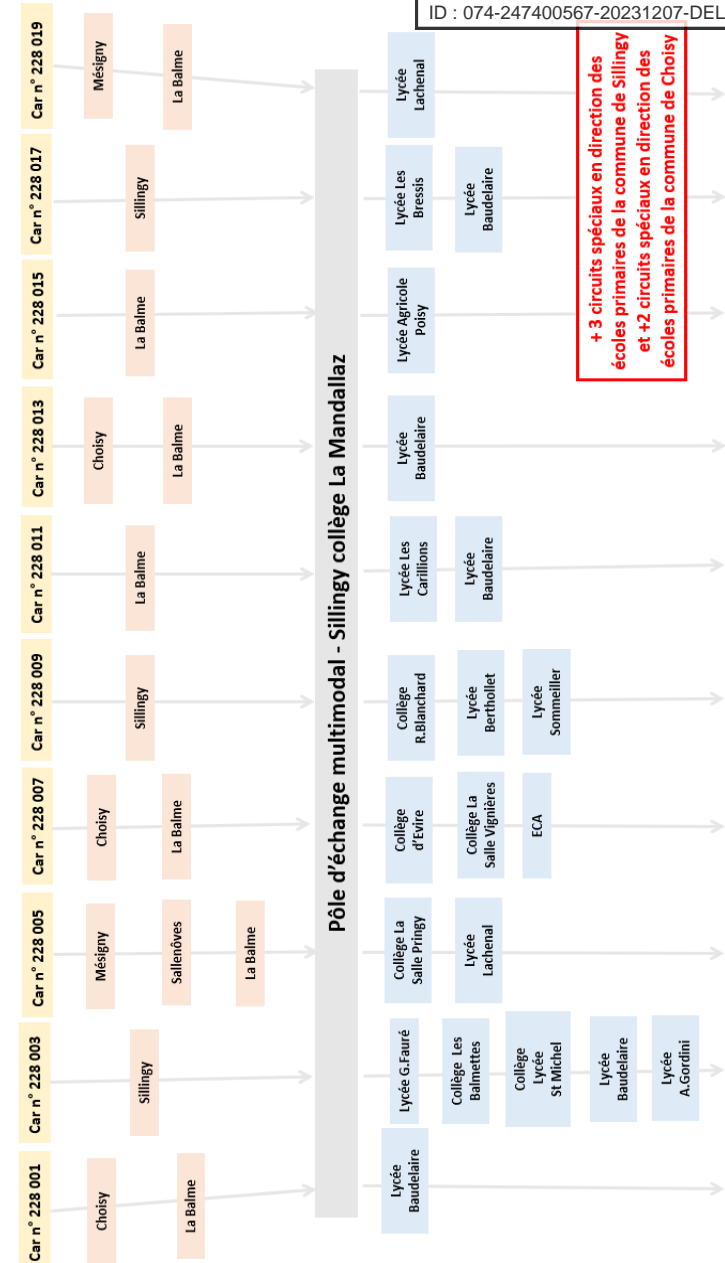 ID : 074-247400567-20231207-DEL
Car n° 228 001
Choisy
La Balme
Car n° 228 003
Sillingy
Car n° 228 005
Mésigny
Sallenôves
La Balme
Car n° 228 007
Choisy
La Balme
Car n° 228 009
Sillingy
Car n° 228 011
La Balme
Car n° 228 013
Choisy
La Balme
Car n° 228 015
La Balme
Car n° 228 017
Sillingy
Car n° 228 019
Mésigny
La Balme
Pôle d'échange multimodal - Sillingy collège La Mandallaz
Lycée
Baudelaire
Lycée G.Fauré
Collège Les
Balmettes
Collège
Lycée
St Michel
Lycée
Baudelaire
Lycée
A.Gordini
Collège La
Salle Pringy
Lycée
Lachenal
Collège
d'Evire
Collège La
Salle Vignières
ECA
Collège
R.Blanchard
Lycée
Berthollet
Lycée
Sommeiller
Lycée Les
Carillions
Lycée
Baudelaire
Lycée
Baudelaire
Lycée Agricole
Poisy
Lycée Les
Bressis
Lycée
Baudelaire
Lycée
Lachenal
+ 3 circuits spéciaux en direction des
écoles primaires de la commune de Sillingy
et +2 circuits spéciaux en direction des
écoles primaires de la commune de Choisy